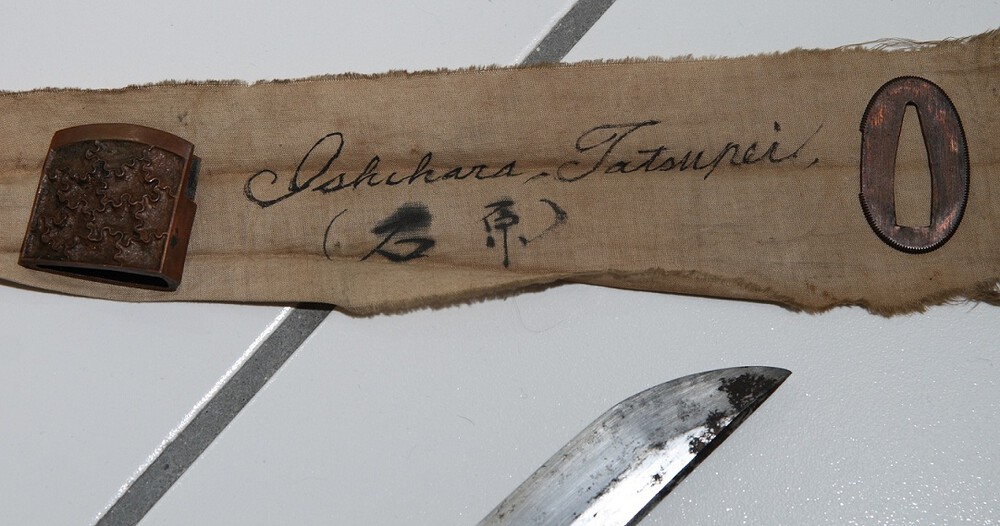 Ishihara, Tatsupei,
(石原)